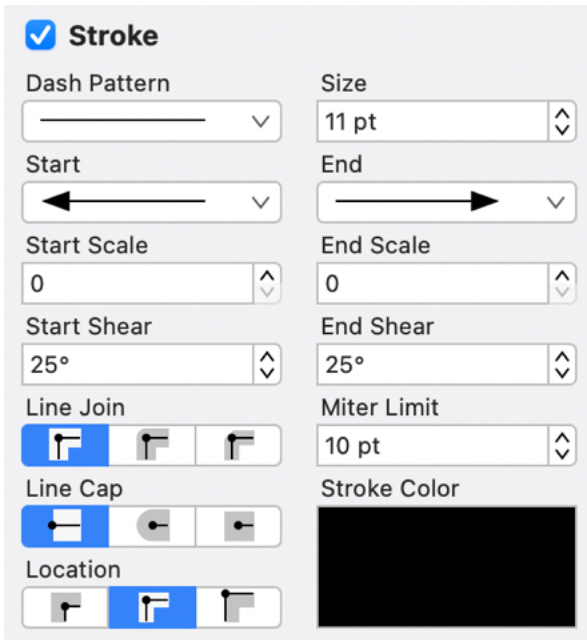 Stroke
Dash Pattern
Size
11 pt
Start
End
Start Scale
End Scale
0
0
Start Shear
End Shear
25°
25°
Line Join
Miter Limit
10 pt
Line Cap
Stroke Color
Location